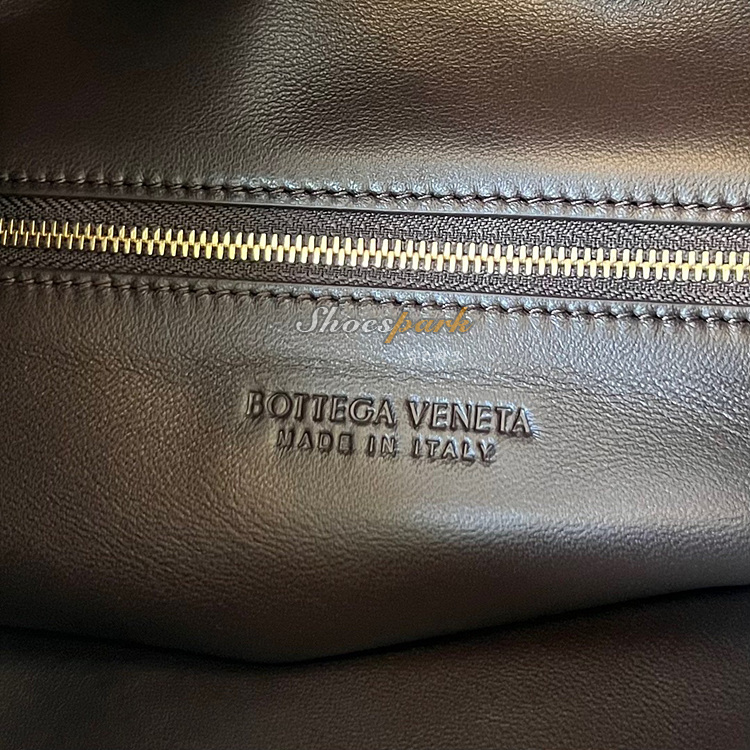 Shoespark
BOTTEGA VENETA
MADE IN ITALY